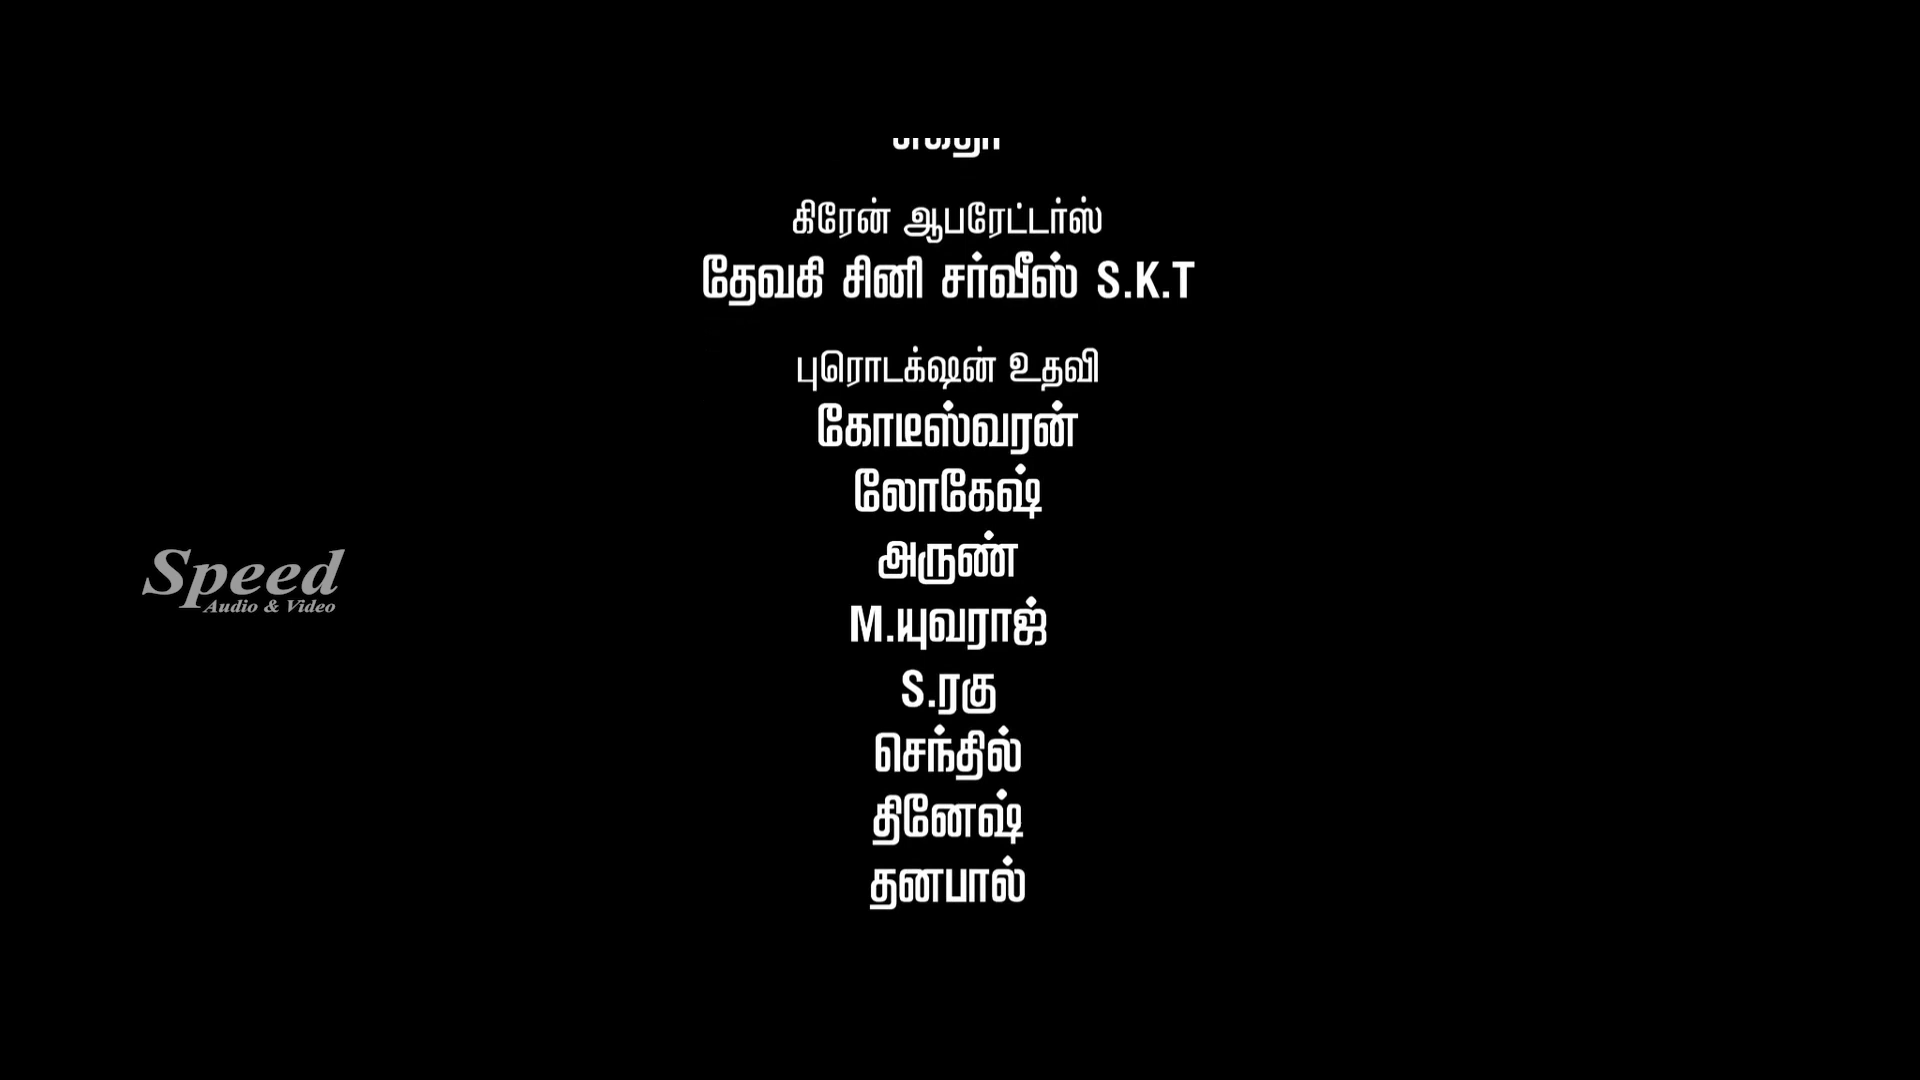 கிரேன் ஆபரேட்டர்ஸ்
தேவகி சினி சர்வீஸ் S.K.T
புரொடக்ஷன் உதவி
கோடீஸ்வரன்
லோகேஷ்
அருண்
M.யுவராஜ்
S.ரகு
செந்தில்
தினேஷ்
தனபால்
Speed
Audio & Video